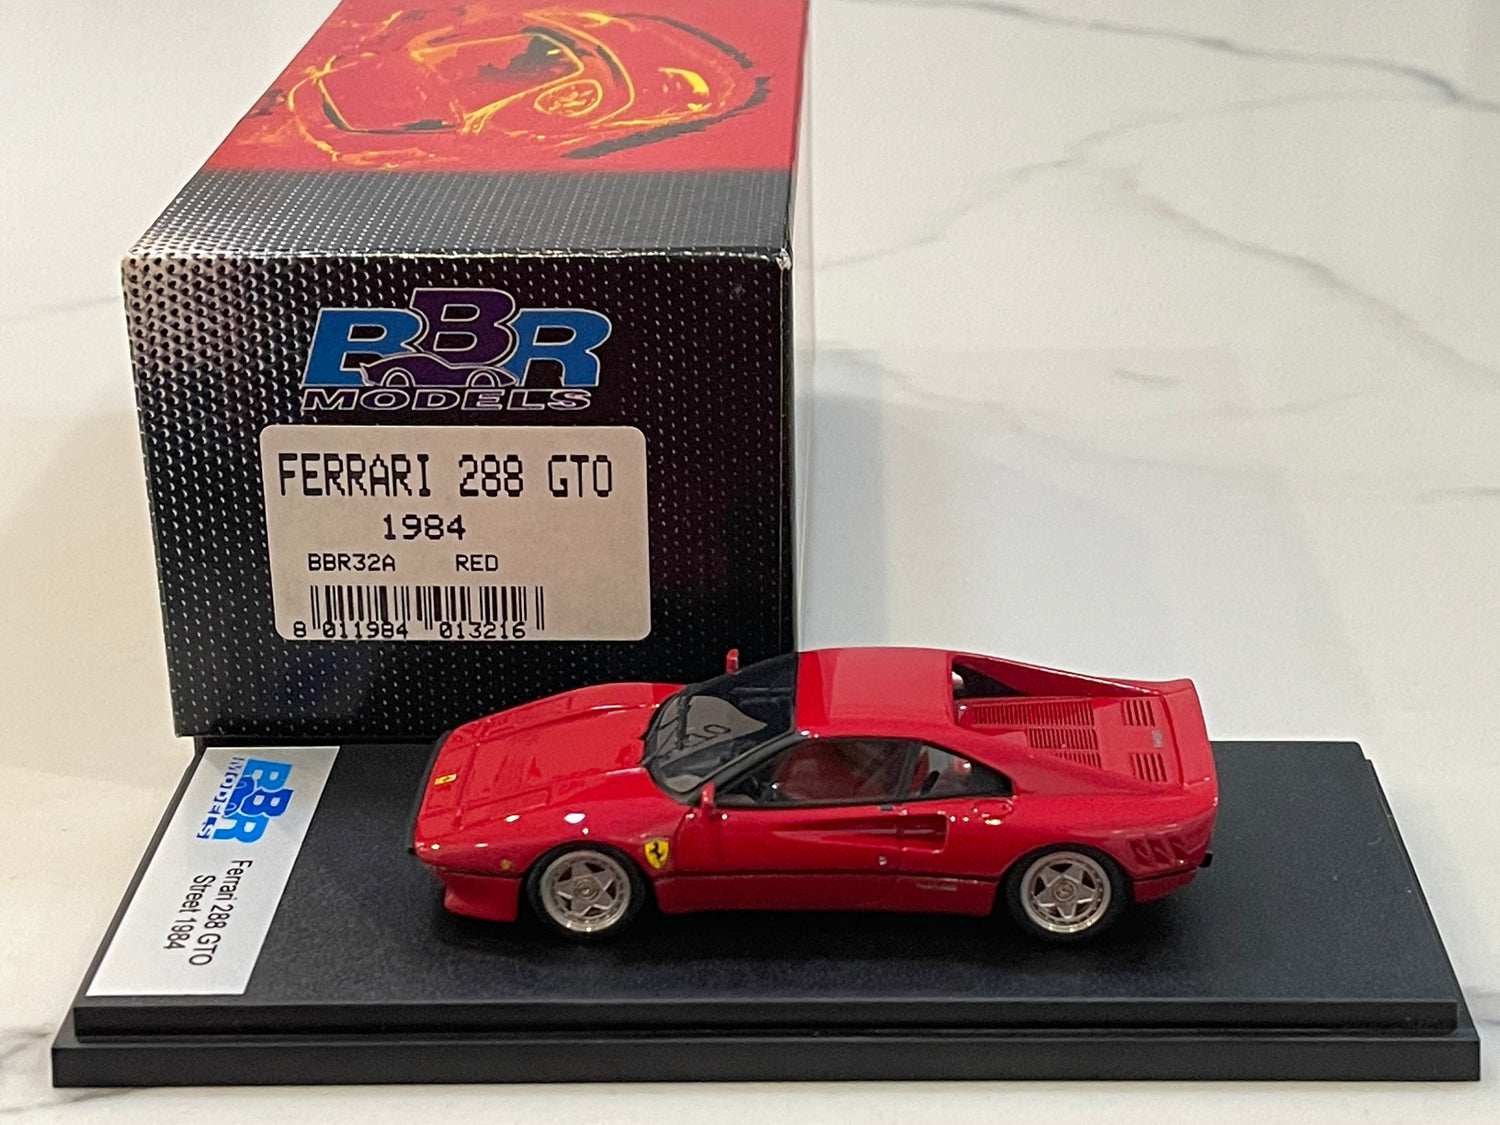 BBR
MODELS
FERRARI 288 GTO
1984
BBR32A RED
8 011984 013216
BBR
MODELS
Ferrari 288 GTO
Street 1984